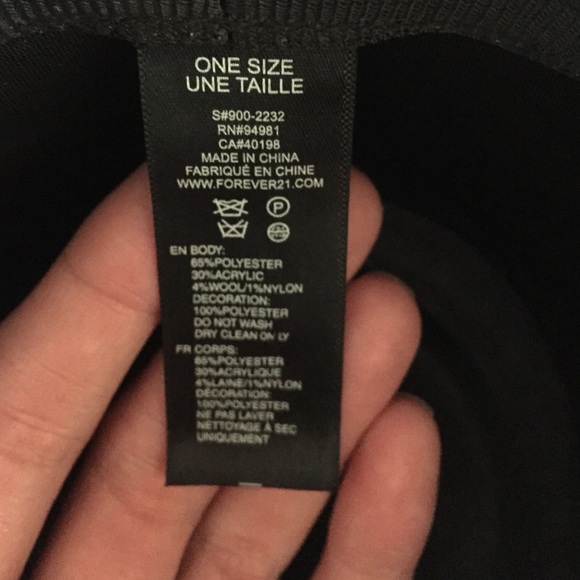 ONE SIZE
UNE TAILLE
S#900-2232
RN#94981
CA#40198
MADE IN CHINA
FABRIQUÉ EN CHINE
WWW.FOREVER21.COM
P
EN BODY:
65%POLYESTER
30%ACRYLIC
4%WOOL/1%NYLON
DECORATION:
100%POLYESTER
DO NOT WASH
DRY CLEAN ONLY
FR CORPS:
65%POLYESTER
30%ACRYLIQUE
4%LAINE/1%NYLON
DÉCORATION:
100%POLYESTER
NE PAS LAVER
NETTOYAGE À SEC
UNIQUEMENT